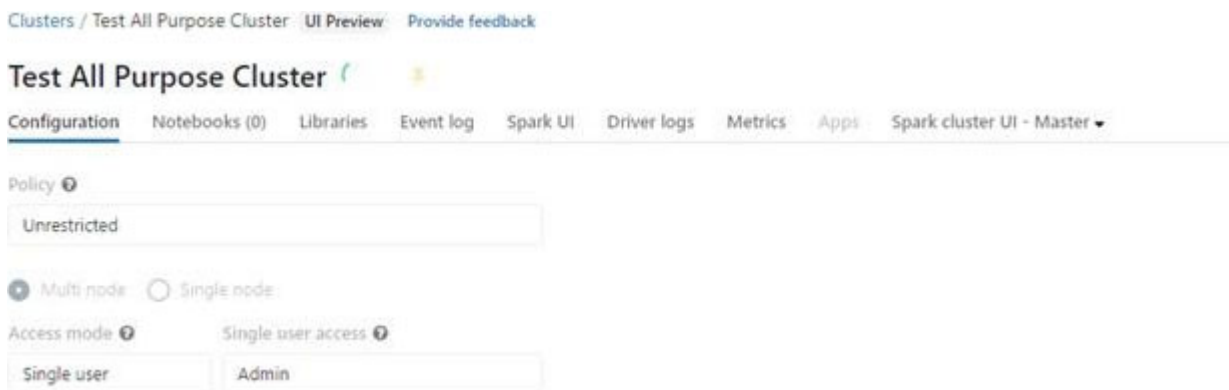 Clusters / Test All Purpose Cluster UI Preview Provide feedback
Test All Purpose Cluster
Configuration Notebooks (0) Libraries Event log Spark UI Driver logs Metrics Apps Spark cluster UI - Master
Policy
Unrestricted
Multi node Single node
Access mode Single user access
Single user Admin